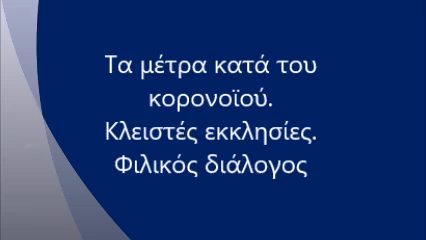 Τα μέτρα κατά του
κορονοϊού.
Κλειστές εκκλησίες.
Φιλικός διάλογος